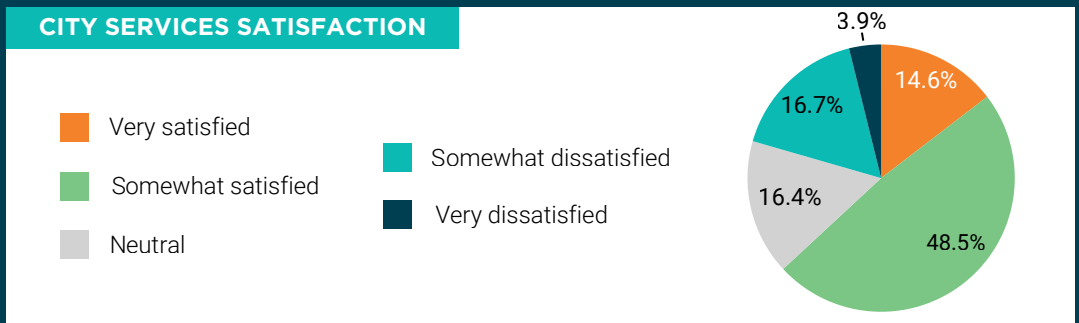 CITY SERVICES SATISFACTION
Very satisfied
Somewhat satisfied
Neutral
Somewhat dissatisfied
Very dissatisfied
3.9%
14.6%
16.7%
16.4%
48.5%